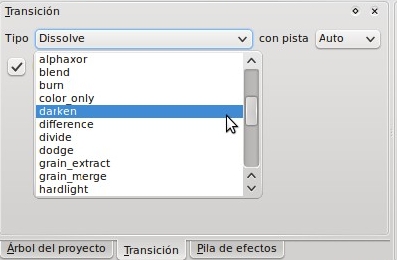 Transición
Tipo Dissolve con pista Auto
alphaxor
blend
burn
color_only
darken
difference
divide
dodge
grain_extract
grain_merge
hardlight
Árbol del proyecto Transición Pila de efectos